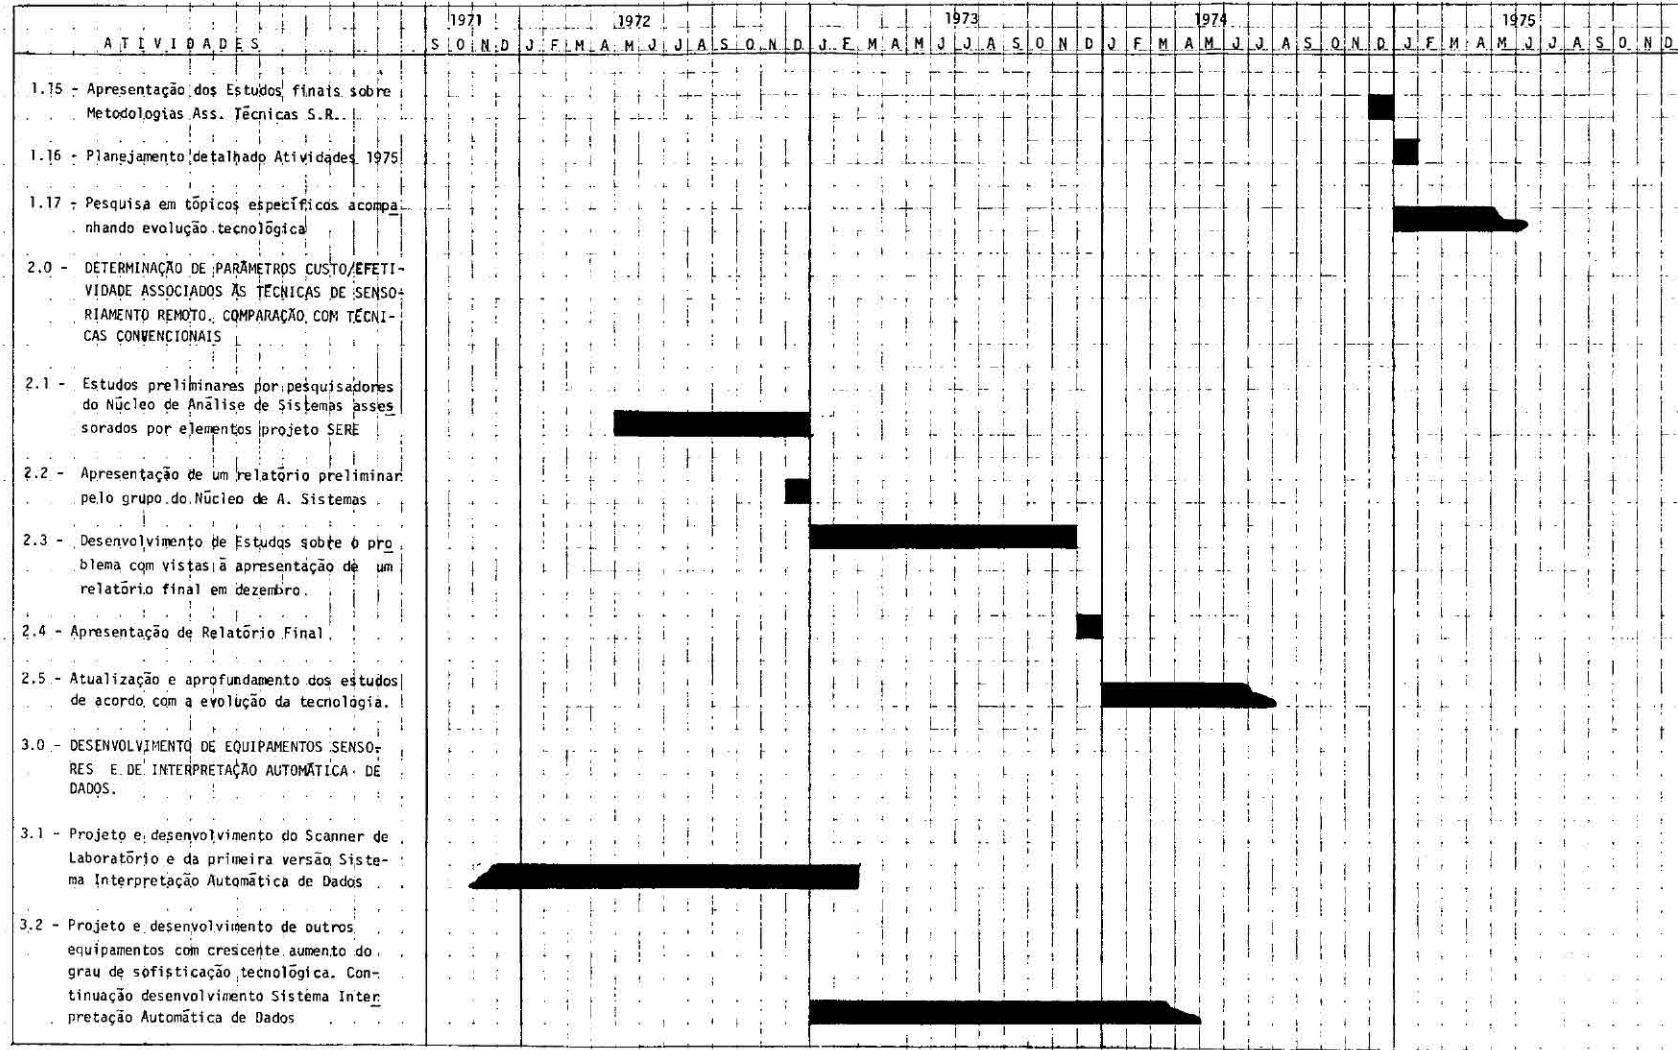 1971 1972 1973 1974 1975
ATIVIDADES S O N D J F M A M J J A S O N D J F M A M J J A S O N D J F M A M J J A S O N D J F M A M J J A S O N D
1.15 - Apresentação dos Estudos finais sobre
Metodologias Ass. Técnicas S.R.
1.16 - Planejamento detalhado Atividades 1975
1.17 - Pesquisa em tópicos específicos acompa
nhando evolução tecnológica
2.0 - DETERMINAÇÃO DE PARÂMETROS CUSTO/EFETI-
VIDADE ASSOCIADOS ÀS TÉCNICAS DE SENSO-
RIAMENTO REMOTO. COMPARAÇÃO COM TÉCNI-
CAS CONVENCIONAIS
2.1 - Estudos preliminares por pesquisadores
do Núcleo de Análise de Sistemas asses
sorados por elementos projeto SERE
2.2 - Apresentação de um relatório preliminar
pelo grupo do Núcleo de A. Sistemas
2.3 - Desenvolvimento de Estudos sobre o pro
blema com vistas à apresentação de um
relatório final em dezembro.
2.4 - Apresentação de Relatório Final
2.5 - Atualização e aprofundamento dos estudos
de acordo com a evolução da tecnologia.
3.0 - DESENVOLVIMENTO DE EQUIPAMENTOS SENSO-
RES E DE INTERPRETAÇÃO AUTOMÁTICA DE
DADOS.
3.1 - Projeto e desenvolvimento do Scanner de
Laboratório e da primeira versão Siste-
ma Interpretação Automática de Dados
3.2 - Projeto e desenvolvimento de outros
equipamentos com crescente aumento do
grau de sofisticação tecnológica. Con-
tinuação desenvolvimento Sistema Inter
pretação Automática de Dados